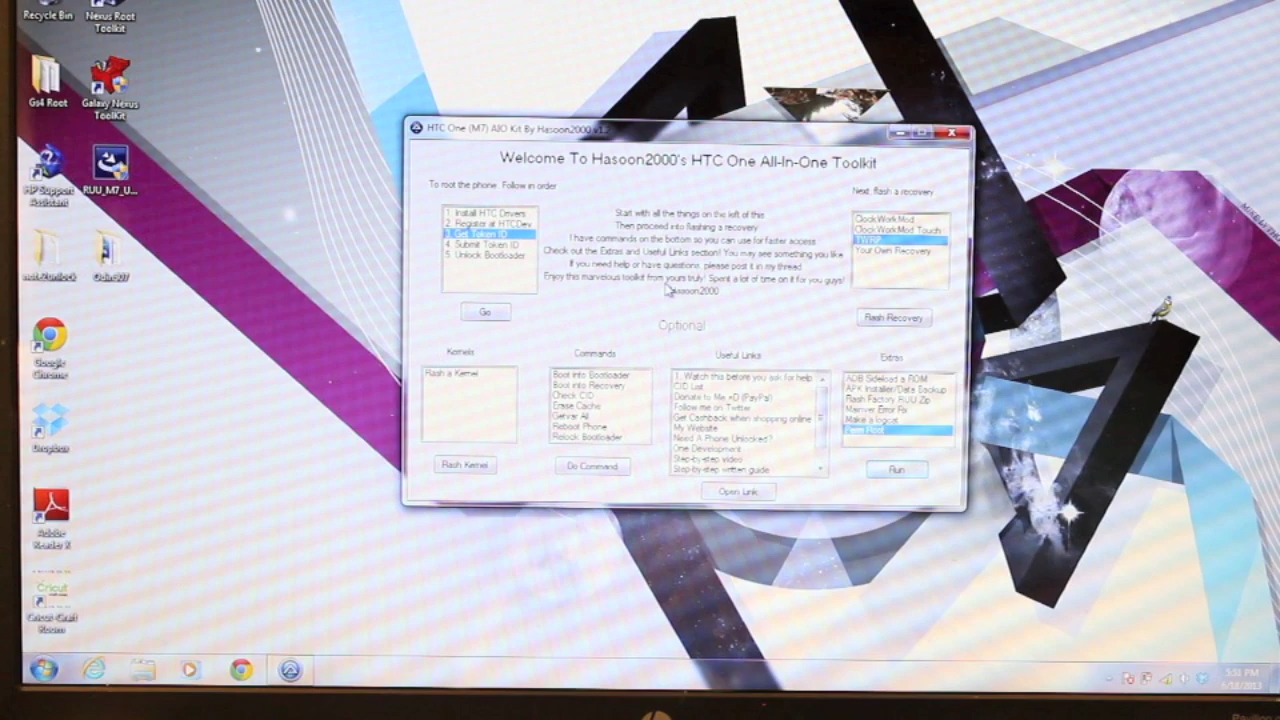 Recycle Bin
Nexus Root
Toolkit
Gs4 Root
Galaxy Nexus
ToolKit
HP Support
Assistant
RUU_M7_U...
Google
Chrome
Dropbox
Adobe
Reader X
Cricut
Cricut Craft
Room
HTC One (M7) AIO Kit By Hasoon2000
Welcome To Hasoon2000's HTC One All-In-One Toolkit
To root the phone. Follow in order
1. Install HTC Drivers
2. Register at HTCDev
3. Get Token ID
4. Submit Token ID
5. Unlock Bootloader
Go
Start with all the things on the left of this
Then proceed into flashing a recovery
I have commands on the bottom so you can use for faster access
Check out the Extras and Useful Links section! You may see something you like
If you need help or have questions, please post it in my thread
Enjoy this marvelous toolkit from yours truly! Spent a lot of time on it for you guys!
Hasoon2000
Next, flash a recovery
ClockWorkMod
ClockWorkMod Touch
TWRP
Your Own Recovery
Flash Recovery
Optional
Kernels
Flash a Kernel
Flash Kernel
Commands
Boot into Bootloader
Boot into Recovery
Check CID
Erase Cache
Getvar All
Reboot Phone
Relock Bootloader
Do Command
Useful Links
1. Watch this before you ask for help
CID List
Donate to Me =D (PayPal)
Follow me on Twitter
Get Cashback when shopping online
My Website
Need A Phone Unlocked?
One Development
Step-by-step video
Step-by-step written guide
Open Link
Extras
ADB Sideload a ROM
APK Installer/Data Backup
Flash Factory RUU Zip
Mainver Error Fix
Make a logcat
Perm Root
Run
5:51 PM
5/18/2013